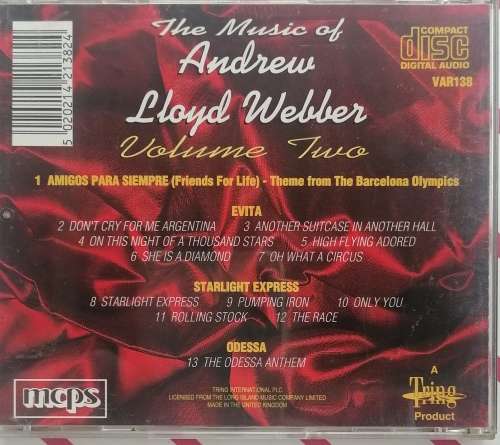 The Music of
Andrew
Lloyd Webber
Volume Two
COMPACT
disc
DIGITAL AUDIO
VAR138
5 020214 213824
1 AMIGOS PARA SIEMPRE (Friends For Life) - Theme from The Barcelona Olympics
EVITA
2 DON'T CRY FOR ME ARGENTINA 3 ANOTHER SUITCASE IN ANOTHER HALL
4 ON THIS NIGHT OF A THOUSAND STARS 5 HIGH FLYING ADORED
6 SHE IS A DIAMOND 7 OH WHAT A CIRCUS
STARLIGHT EXPRESS
8 STARLIGHT EXPRESS 9 PUMPING IRON 10 ONLY YOU
11 ROLLING STOCK 12 THE RACE
ODESSA
13 THE ODESSA ANTHEM
mcps
TRING INTERNATIONAL PLC.
LICENSED FROM THE LONG ISLAND MUSIC COMPANY LIMITED
MADE IN THE UNITED KINGDOM
A
Tring
Product